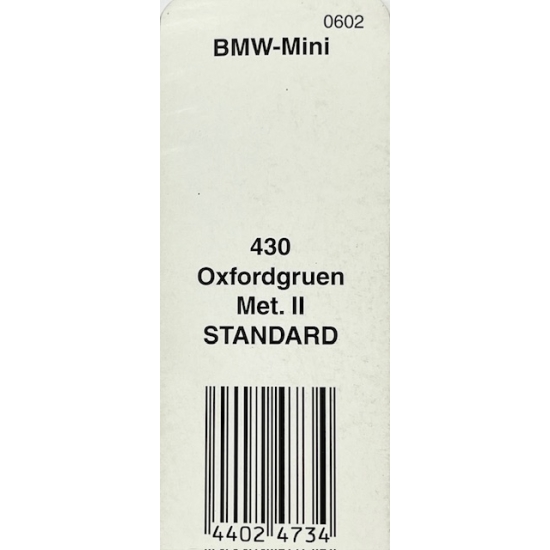 0602
BMW-Mini
430
Oxfordgruen
Met. II
STANDARD
4402 4734